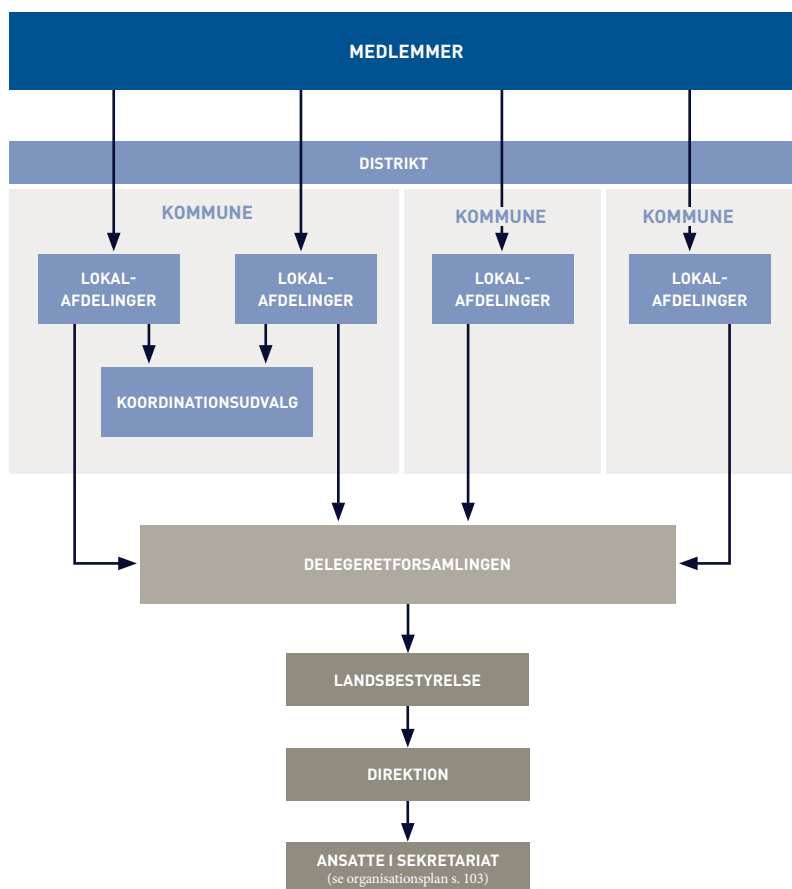 MEDLEMMER
DISTRIKT
KOMMUNE
KOMMUNE
KOMMUNE
LOKAL-
AFDELINGER
LOKAL-
AFDELINGER
LOKAL-
AFDELINGER
LOKAL-
AFDELINGER
KOORDINATIONSUDVALG
DELEGERETFORSAMLINGEN
LANDSBESTYRELSE
DIREKTION
ANSATTE I SEKRETARIAT
(se organisationsplan s. 103)